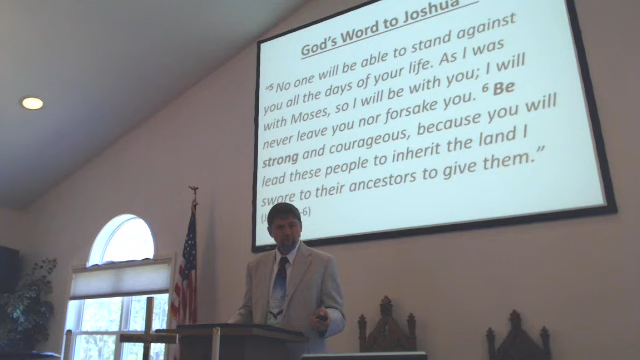 God's Word to Joshua
"5 No one will be able to stand against
you all the days of your life. As I was
with Moses, so I will be with you; I will
never leave you nor forsake you. 6 Be
strong and courageous, because you will
lead these people to inherit the land I
swore to their ancestors to give them."